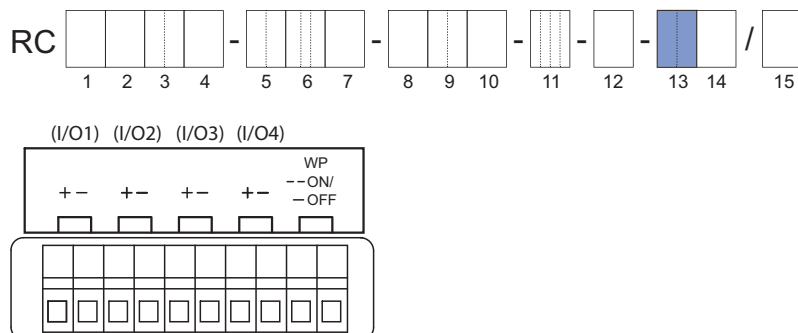 RC - - - - - /
1 2 3 4 5 6 7 8 9 10 11 12 13 14 15
(I/O1) (I/O2) (I/O3) (I/O4)
WP
+ - + - + - + - --ON/
-OFF